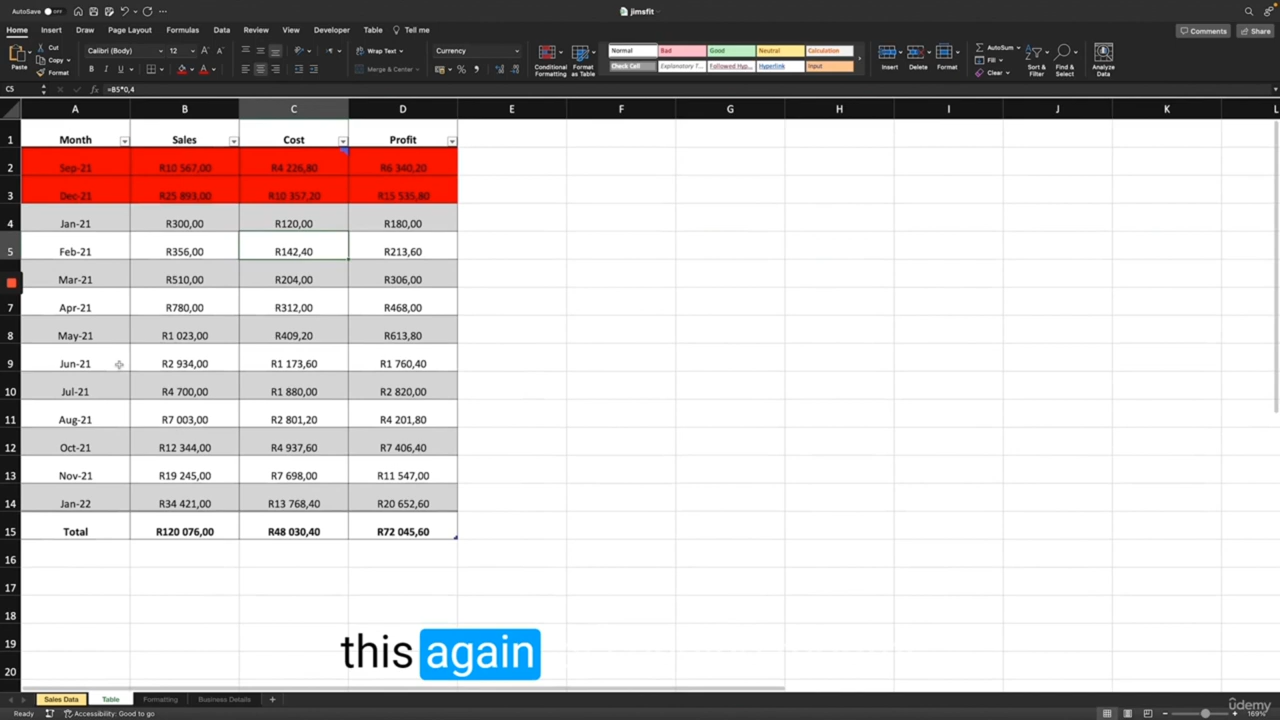 AutoSave OFF jimsfit
Home Insert Draw Page Layout Formulas Data Review View Developer Table Tell me Comments Share
Paste Cut Copy Format Calibri (Body) 12 Wrap Text Merge & Center Currency Conditional Formatting Format as Table Normal Bad Good Neutral Calculation Check Cell Explanatory T... Followed Hyp... Hyperlink Input Insert Delete Format AutoSum Fill Clear Sort & Filter Find & Select Analyze Data
C5 =B5*0,4
A B C D E F G H I J K L
1 Month Sales Cost Profit
2 Sep-21 R10 567,00 R4 226,80 R6 340,20
3 Dec-21 R25 893,00 R10 357,20 R15 535,80
4 Jan-21 R300,00 R120,00 R180,00
5 Feb-21 R356,00 R142,40 R213,60
Mar-21 R510,00 R204,00 R306,00
7 Apr-21 R780,00 R312,00 R468,00
8 May-21 R1 023,00 R409,20 R613,80
9 Jun-21 R2 934,00 R1 173,60 R1 760,40
10 Jul-21 R4 700,00 R1 880,00 R2 820,00
11 Aug-21 R7 003,00 R2 801,20 R4 201,80
12 Oct-21 R12 344,00 R4 937,60 R7 406,40
13 Nov-21 R19 245,00 R7 698,00 R11 547,00
14 Jan-22 R34 421,00 R13 768,40 R20 652,60
15 Total R120 076,00 R48 030,40 R72 045,60
16
17
18
19
20
this again
Sales Data Table Formatting Business Details +
Ready Accessibility: Good to go 169%
udemy